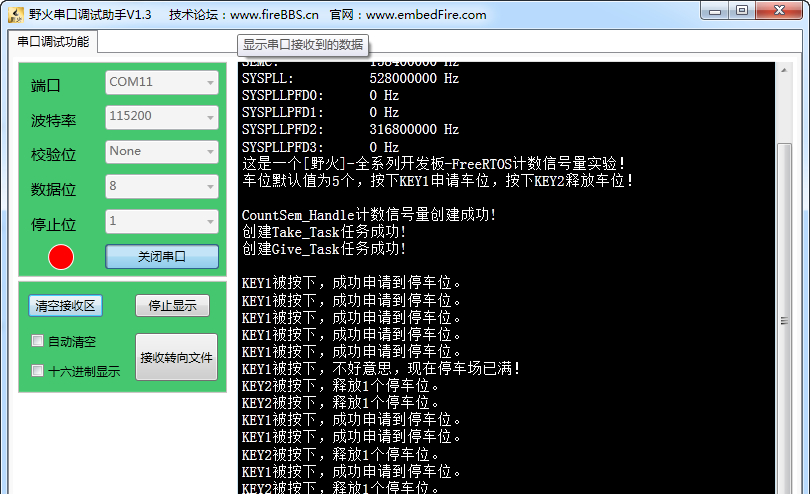 野火串口调试助手V1.3 技术论坛：www.fireBBS.cn 官网：www.embedFire.com
串口调试功能
显示串口接收到的数据
端口 COM11
波特率 115200
校验位 None
数据位 8
停止位 1
关闭串口
清空接收区 停止显示
自动清空
十六进制显示
接收转向文件
SEMC: 158400000 Hz
SYSPLL: 528000000 Hz
SYSPLLPFD0: 0 Hz
SYSPLLPFD1: 0 Hz
SYSPLLPFD2: 316800000 Hz
SYSPLLPFD3: 0 Hz
这是一个[野火]-全系列开发板-FreeRTOS计数信号量实验！
车位默认值为5个，按下KEY1申请车位，按下KEY2释放车位！
CountSem_Handle计数信号量创建成功!
创建Take_Task任务成功!
创建Give_Task任务成功!
KEY1被按下，成功申请到停车位。
KEY1被按下，成功申请到停车位。
KEY1被按下，成功申请到停车位。
KEY1被按下，成功申请到停车位。
KEY1被按下，成功申请到停车位。
KEY1被按下，不好意思，现在停车场已满！
KEY2被按下，释放1个停车位。
KEY2被按下，释放1个停车位。
KEY1被按下，成功申请到停车位。
KEY1被按下，成功申请到停车位。
KEY2被按下，释放1个停车位。
KEY1被按下，成功申请到停车位。
KEY2被按下，释放1个停车位。